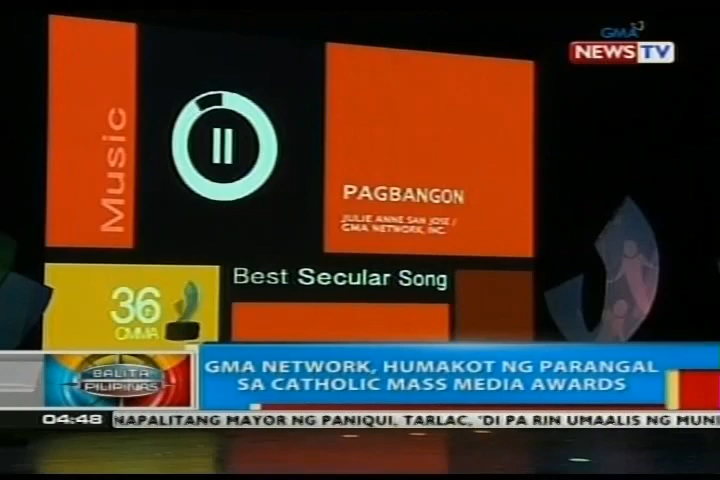 GMA
NEWS TV
Music
PAGBANGON
JULIE ANNE SAN JOSE /
GMA NETWORK, INC.
Best Secular Song
36
CMMA
GMA NETWORK, HUMAKOT NG PARANGAL
SA CATHOLIC MASS MEDIA AWARDS
BALITA
PILIPINAS
04:48
NAPALITANG MAYOR NG PANIQUI, TARLAC, 'DI PA RIN UMAALIS NG MUNI